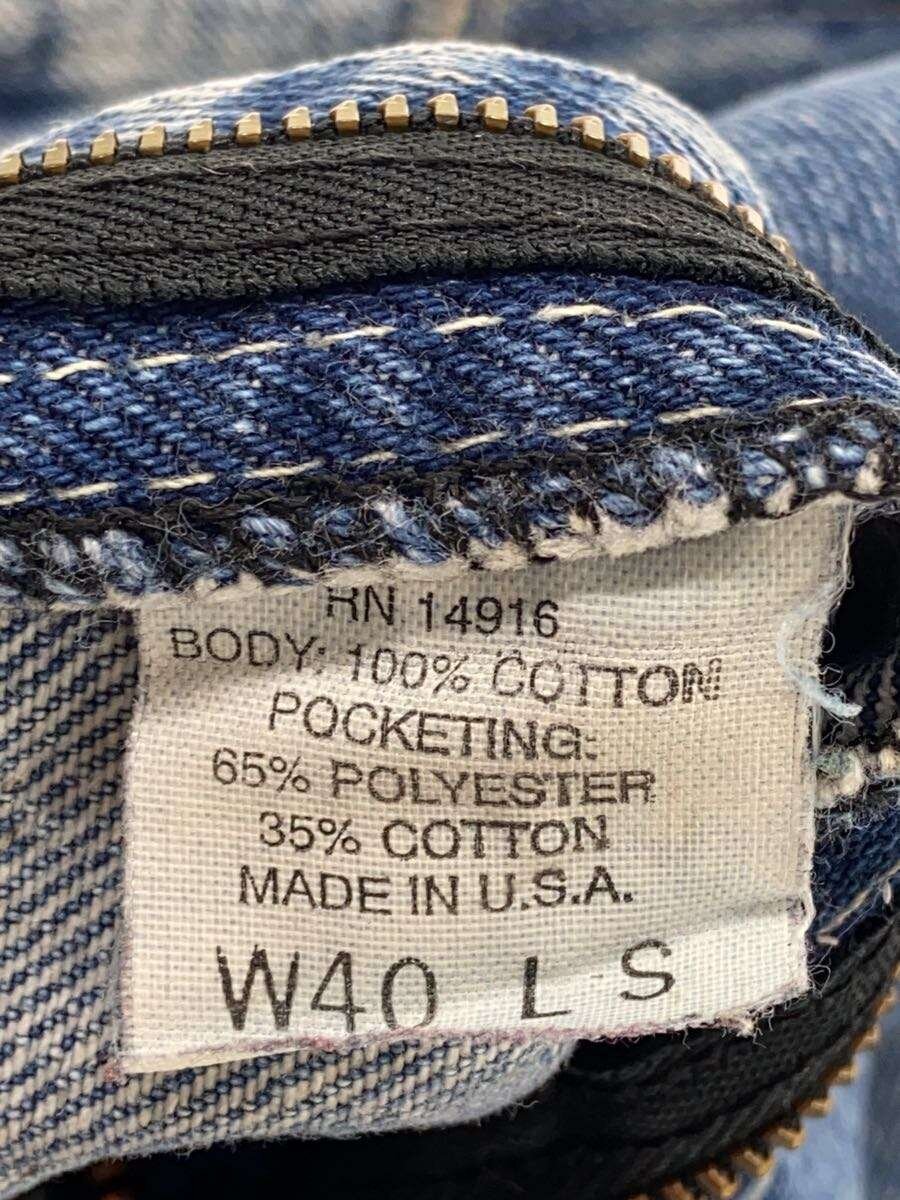 RN 14916
BODY: 100% COTTON
POCKETING:
65% POLYESTER
35% COTTON
MADE IN U.S.A.
W40 L S